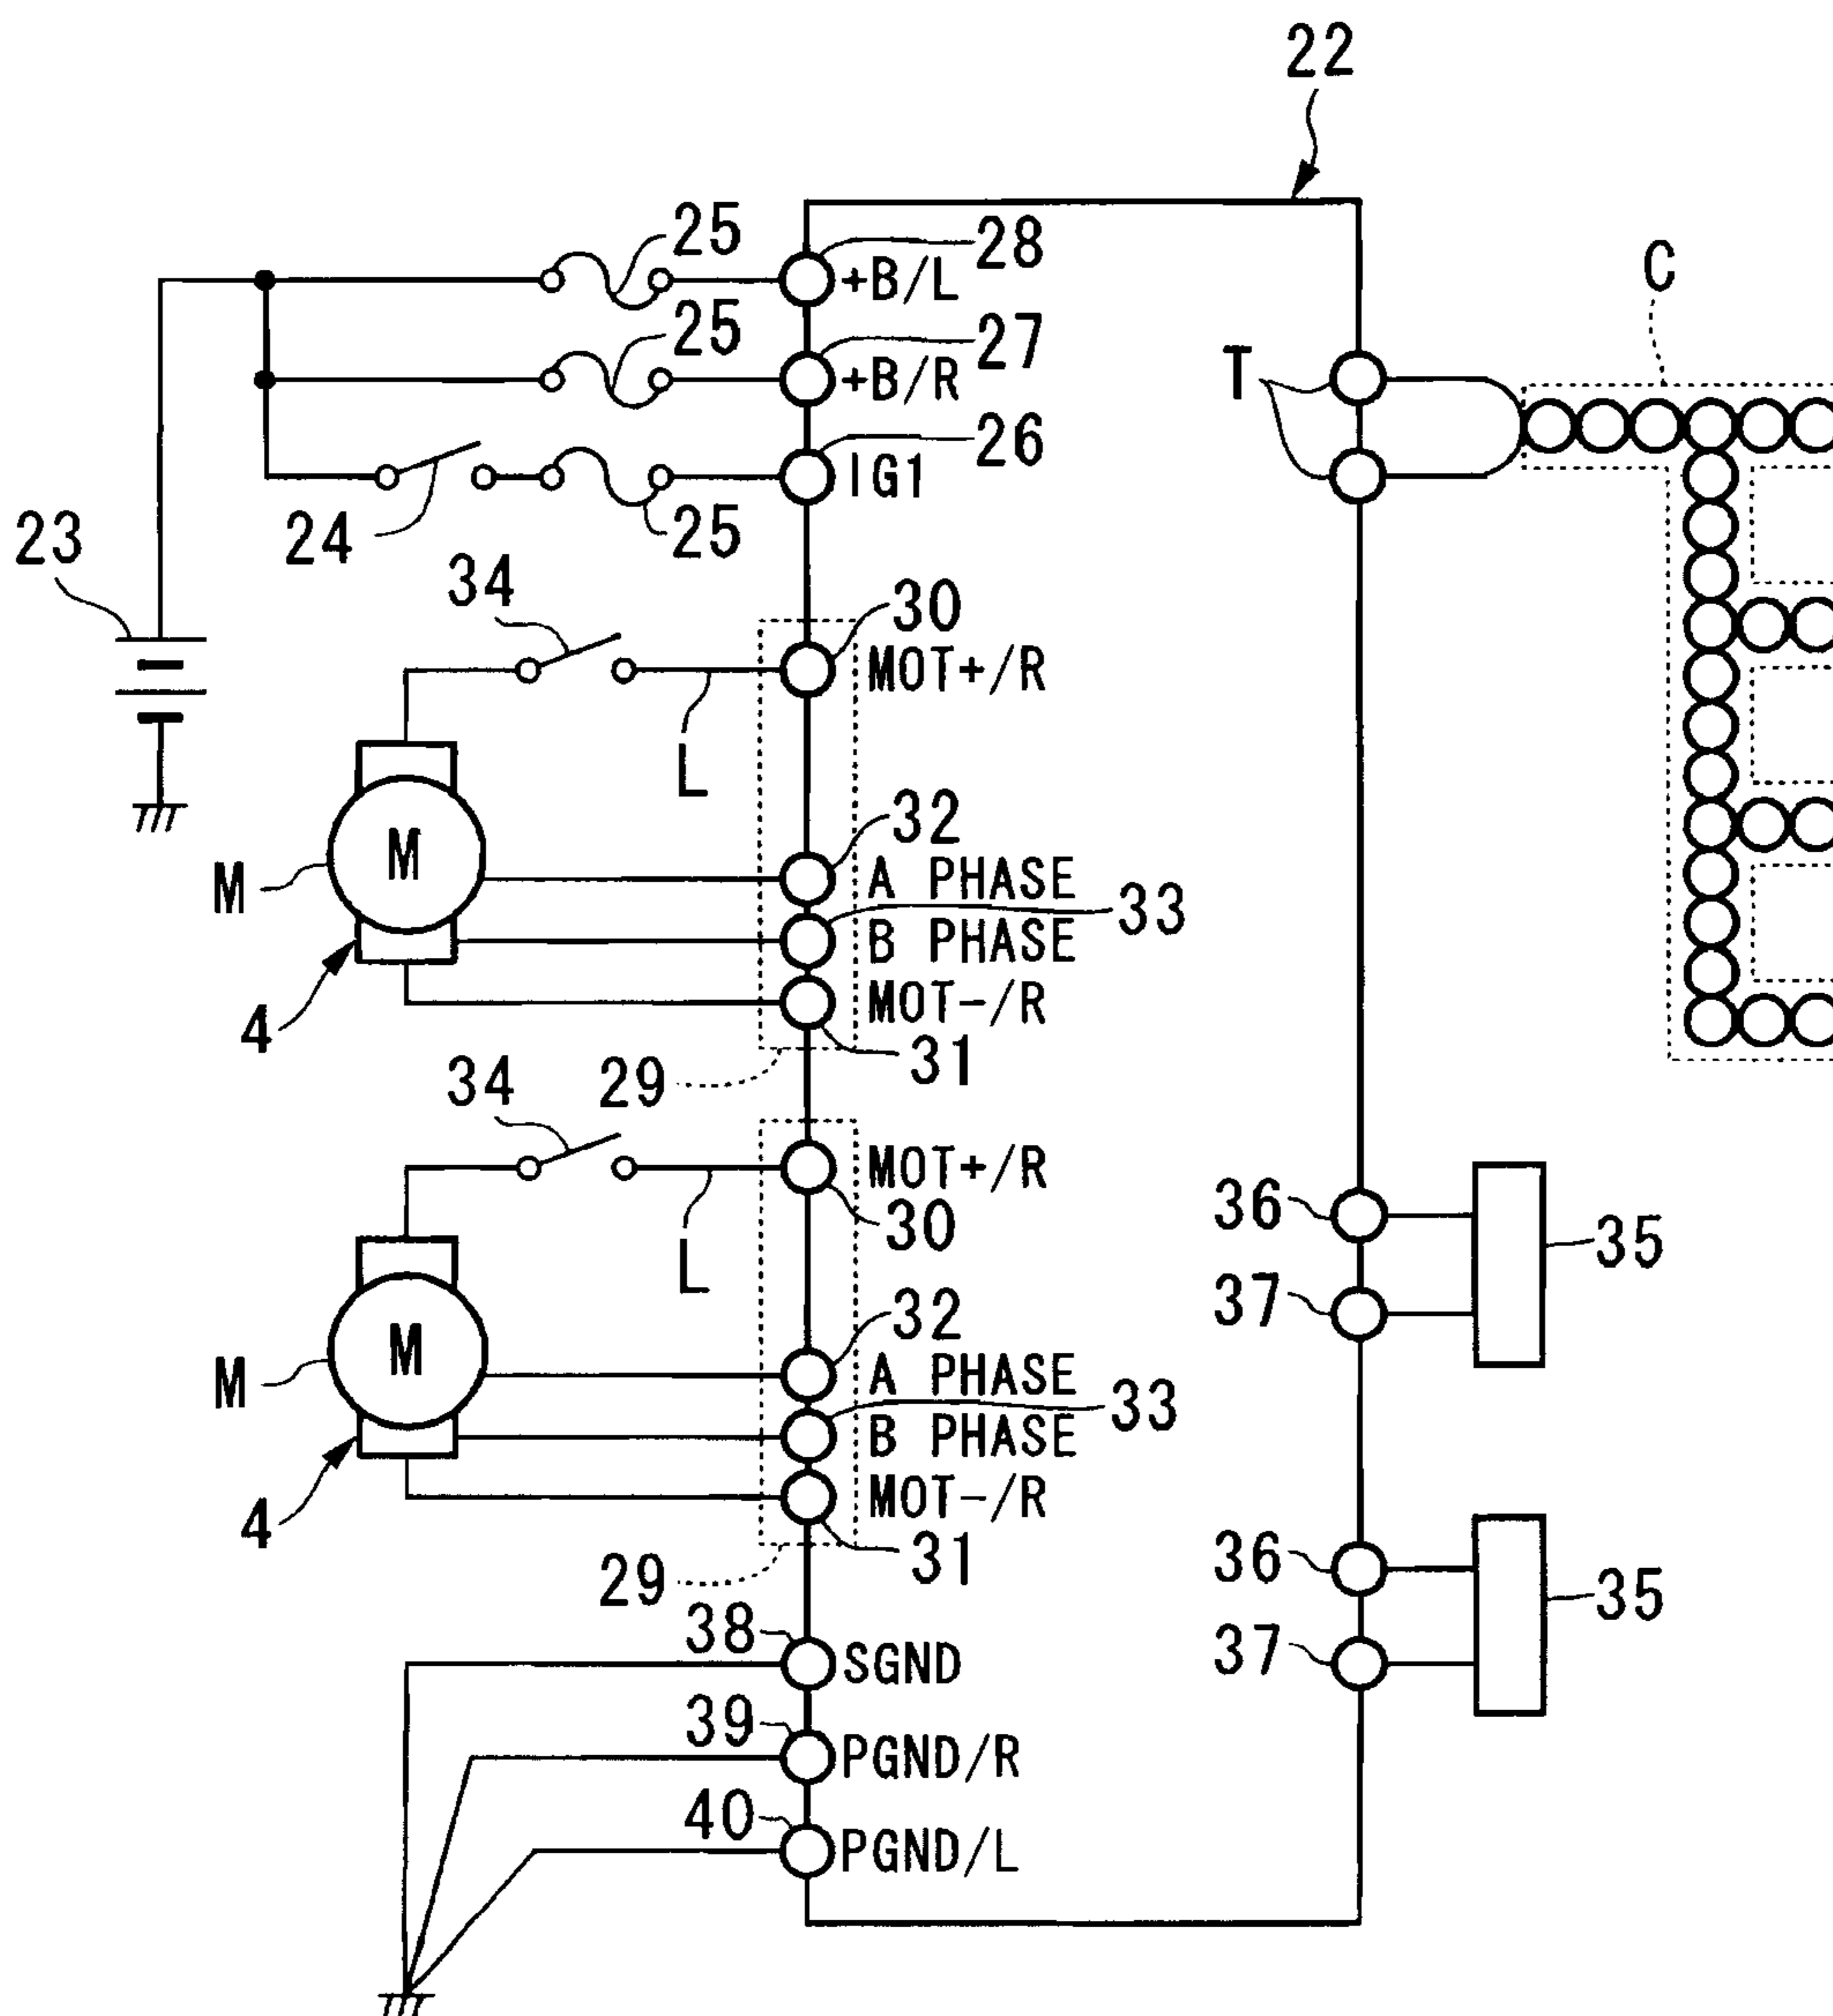 22
25 28
+B/L
C
25 27
+B/R
T
26
IG1
24 25
23
34 30
MOT+/R
L
32
M
M
A PHASE
33
B PHASE
4
MOT-/R
31
29
34
MOT+/R
30
36
35
L
37
32
M
M
A PHASE
33
B PHASE
4
MOT-/R
31
36
29
35
38
SGND
37
39
PGND/R
40
PGND/L